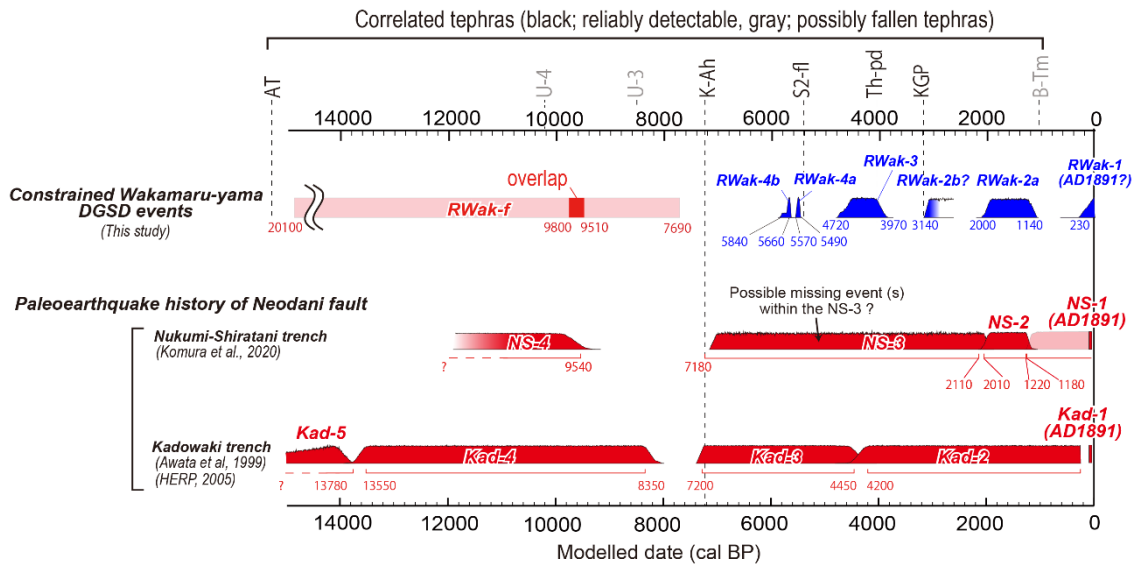 Correlated tephras (black; reliably detectable, gray; possibly fallen tephras)
AT
U-4
U-3
K-Ah
S2-fl
Th-pd
KGP
B-Tm
14000 12000 10000 8000 6000 4000 2000 0
Constrained Wakamaru-yama
DGSD events
(This study)
overlap
RWak-f
20100 9800 9510 7690
RWak-4b
RWak-4a
RWak-3
RWak-2b?
RWak-2a
RWak-1
(AD1891?)
5840 5660 5570 5490 4720 3970 3140 2000 1140 230
Paleoearthquake history of Neodani fault
Nukumi-Shiratani trench
(Komura et al., 2020)
Possible missing event (s)
within the NS-3 ?
NS-4
NS-3
NS-2
NS-1
(AD1891)
? 9540 7180 2110 2010 1220 1180
Kadowaki trench
(Awata et al, 1999)
(HERP, 2005)
Kad-5
Kad-4
Kad-3
Kad-2
Kad-1
(AD1891)
? 13780 13550 8350 7200 4450 4200
14000 12000 10000 8000 6000 4000 2000 0
Modelled date (cal BP)